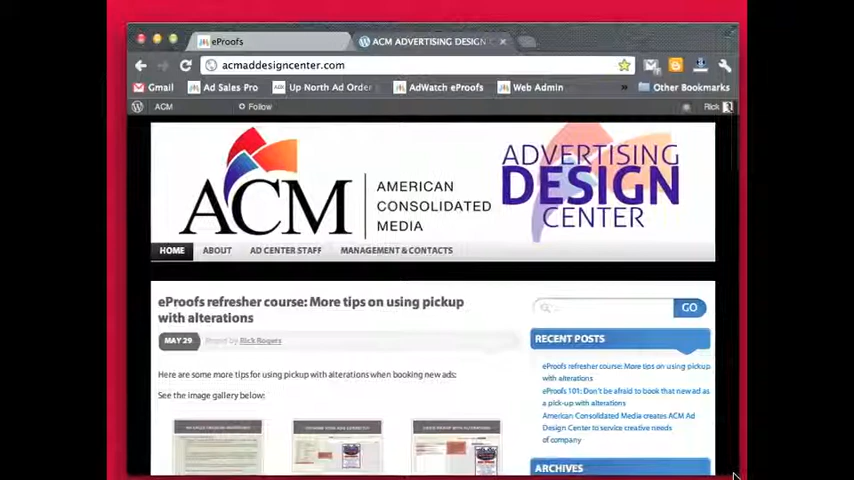 eProofs
ACM ADVERTISING DESIGN
acmaddesigncenter.com
Gmail Ad Sales Pro Up North Ad Order AdWatch eProofs Web Admin » Other Bookmarks
ACM Follow Rick
ACM
AMERICAN
CONSOLIDATED
MEDIA
ADVERTISING
DESIGN
CENTER
HOME ABOUT AD CENTER STAFF MANAGEMENT & CONTACTS
eProofs refresher course: More tips on using pickup
with alterations
MAY 29 Posted by Rick Rogers
Here are some more tips for using pickup with alterations when booking new ads:
See the image gallery below:
GO
RECENT POSTS
eProofs refresher course: More tips on using pickup
with alterations
eProofs 101: Don't be afraid to book that new ad as
a pick-up with alterations
American Consolidated Media creates ACM Ad
Design Center to service creative needs
of company
ARCHIVES